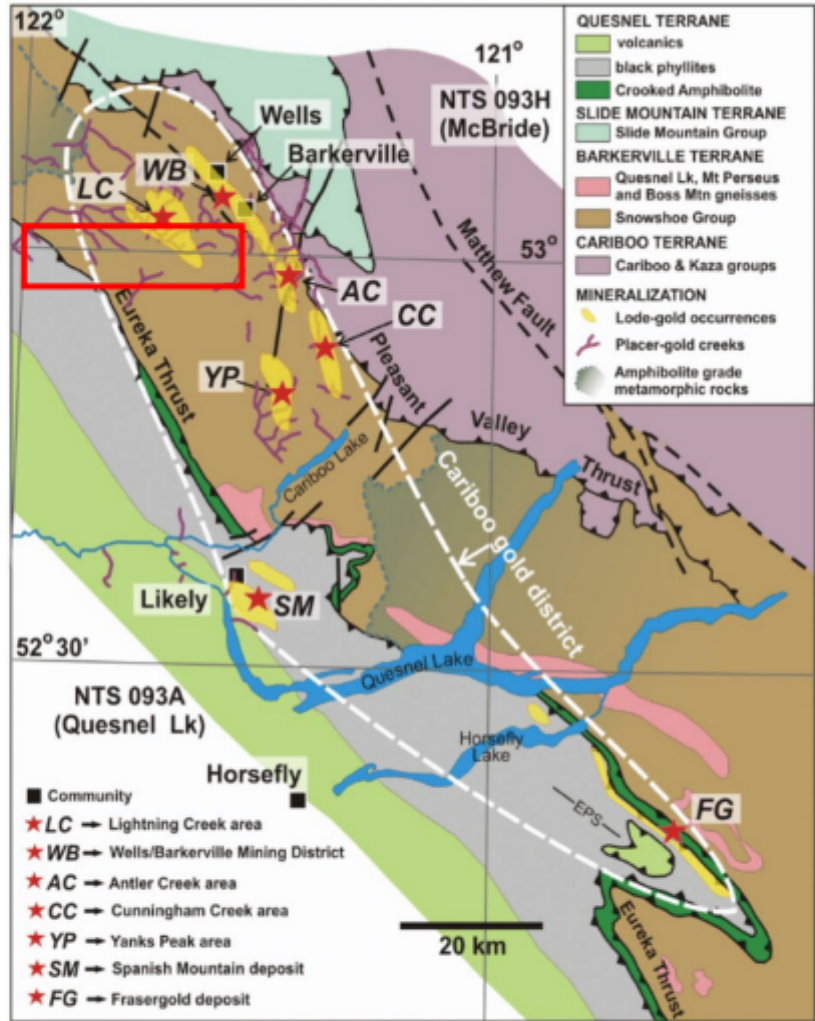 122°
121°
NTS 093H
(McBride)
Wells
Barkerville
WB
LC
53°
Matthew Fault
AC
CC
Eureka Thrust
YP
Pleasant
Valley
Thrust
Cariboo Lake
Cariboo gold district
Likely
SM
52° 30'
Quesnel Lake
NTS 093A
(Quesnel Lk)
Horsefly
Lake
Horsefly
FG
EPS
Eureka Thrust
20 km
Community
LC Lightning Creek area
WB Wells/Barkerville Mining District
AC Antler Creek area
CC Cunningham Creek area
YP Yanks Peak area
SM Spanish Mountain deposit
FG Frasergold deposit
QUESNEL TERRANE
volcanics
black phyllites
Crooked Amphibolite
SLIDE MOUNTAIN TERRANE
Slide Mountain Group
BARKERVILLE TERRANE
Quesnel Lk, Mt Perseus
and Boss Mtn gneisses
Snowshoe Group
CARIBOO TERRANE
Cariboo & Kaza groups
MINERALIZATION
Lode-gold occurrences
Placer-gold creeks
Amphibolite grade
metamorphic rocks